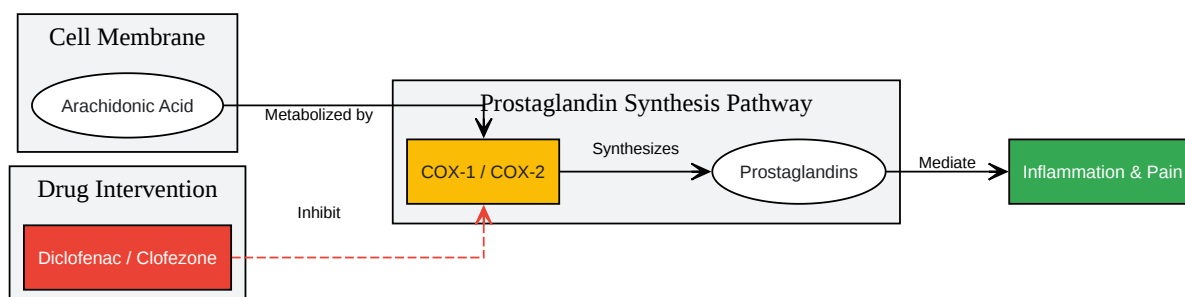 Cell Membrane
Arachidonic Acid
Metabolized by
Prostaglandin Synthesis Pathway
COX-1 / COX-2
Synthesizes
Prostaglandins
Mediate
Inflammation & Pain
Drug Intervention
Inhibit
Diclofenac / Clofezone